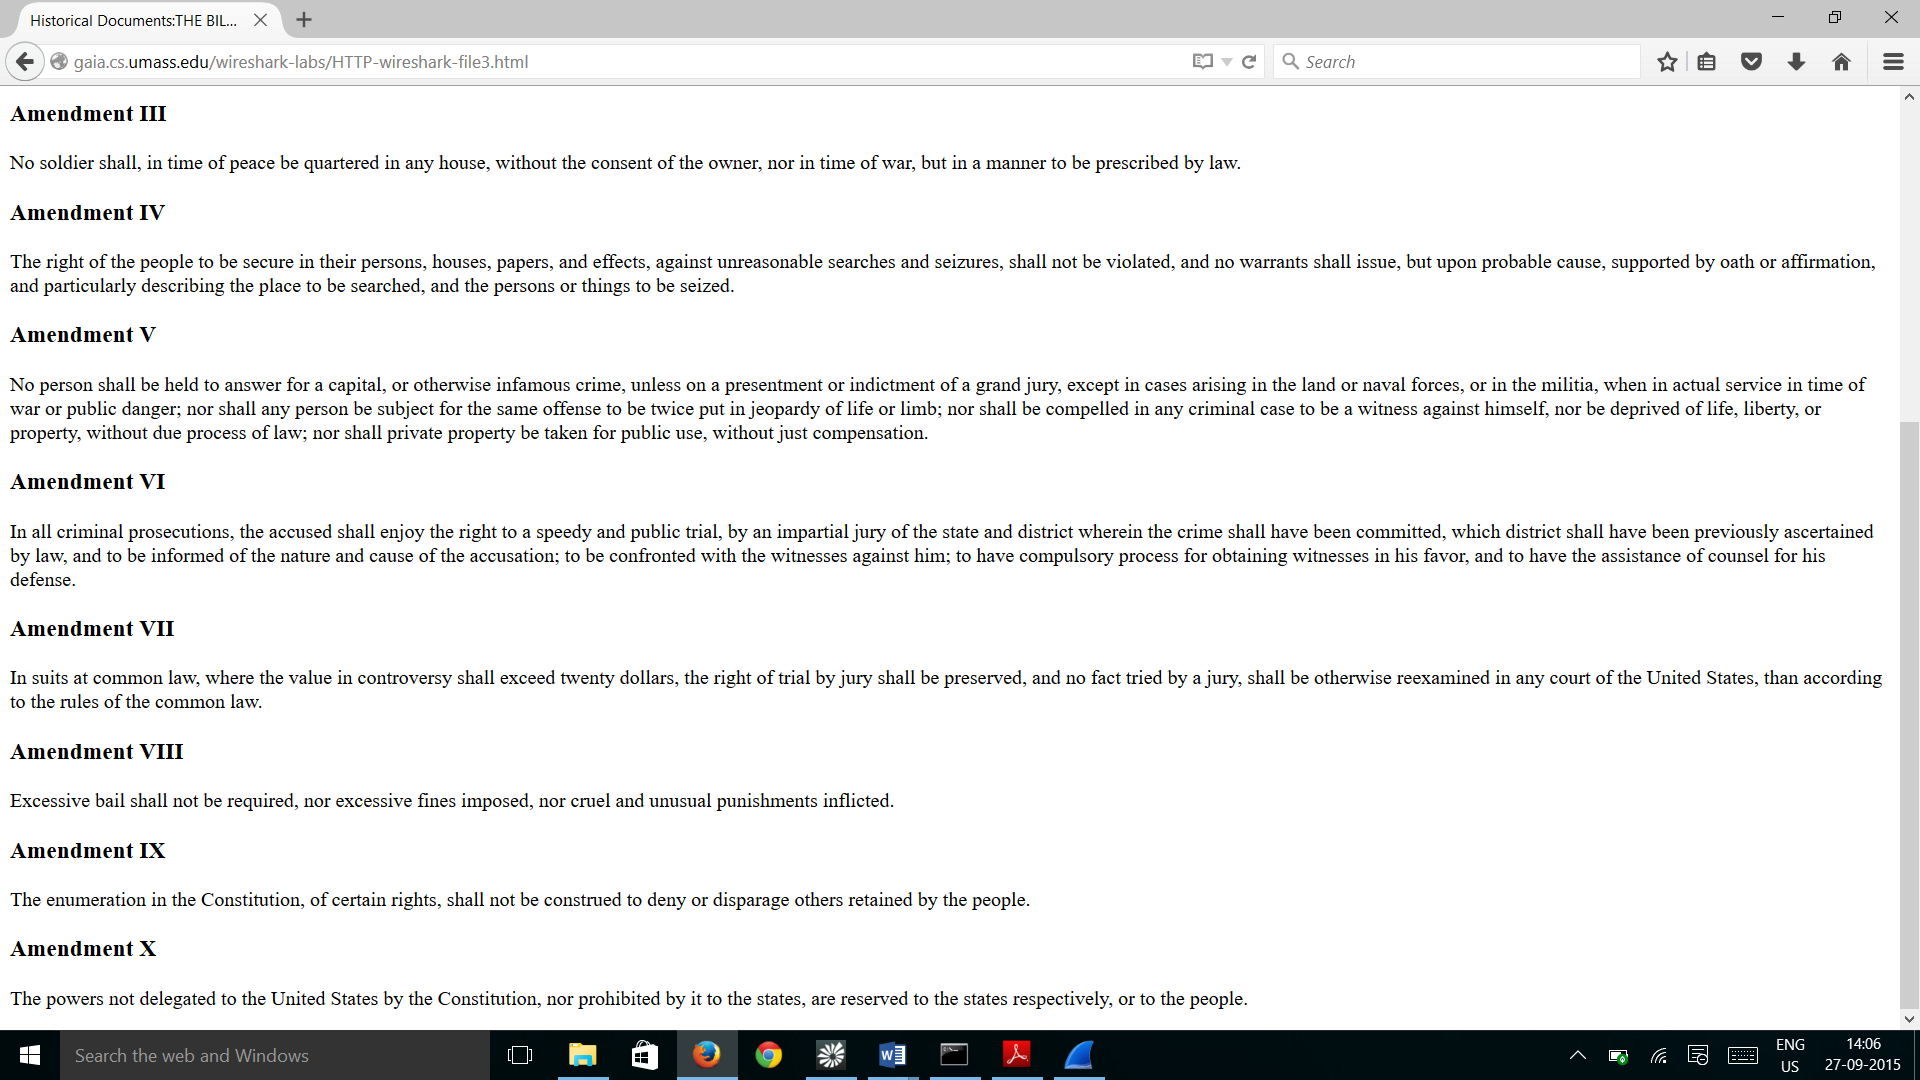 Historical Documents:THE BIL...
gaia.cs.umass.edu/wireshark-labs/HTTP-wireshark-file3.html
Search
Amendment III
No soldier shall, in time of peace be quartered in any house, without the consent of the owner, nor in time of war, but in a manner to be prescribed by law.
Amendment IV
The right of the people to be secure in their persons, houses, papers, and effects, against unreasonable searches and seizures, shall not be violated, and no warrants shall issue, but upon probable cause, supported by oath or affirmation,
and particularly describing the place to be searched, and the persons or things to be seized.
Amendment V
No person shall be held to answer for a capital, or otherwise infamous crime, unless on a presentment or indictment of a grand jury, except in cases arising in the land or naval forces, or in the militia, when in actual service in time of
war or public danger; nor shall any person be subject for the same offense to be twice put in jeopardy of life or limb; nor shall be compelled in any criminal case to be a witness against himself, nor be deprived of life, liberty, or
property, without due process of law; nor shall private property be taken for public use, without just compensation.
Amendment VI
In all criminal prosecutions, the accused shall enjoy the right to a speedy and public trial, by an impartial jury of the state and district wherein the crime shall have been committed, which district shall have been previously ascertained
by law, and to be informed of the nature and cause of the accusation; to be confronted with the witnesses against him; to have compulsory process for obtaining witnesses in his favor, and to have the assistance of counsel for his
defense.
Amendment VII
In suits at common law, where the value in controversy shall exceed twenty dollars, the right of trial by jury shall be preserved, and no fact tried by a jury, shall be otherwise reexamined in any court of the United States, than according
to the rules of the common law.
Amendment VIII
Excessive bail shall not be required, nor excessive fines imposed, nor cruel and unusual punishments inflicted.
Amendment IX
The enumeration in the Constitution, of certain rights, shall not be construed to deny or disparage others retained by the people.
Amendment X
The powers not delegated to the United States by the Constitution, nor prohibited by it to the states, are reserved to the states respectively, or to the people.
Search the web and Windows
ENG
US
14:06
27-09-2015